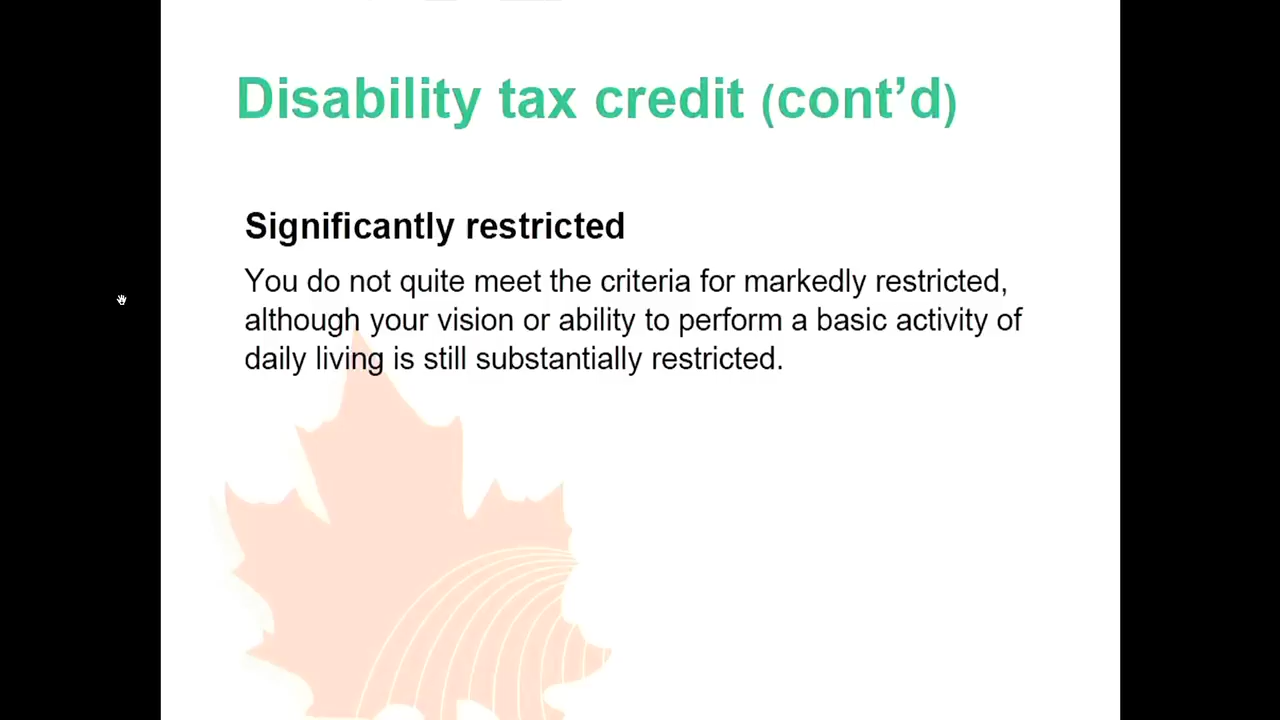 Disability tax credit (cont’d)
Significantly restricted
You do not quite meet the criteria for markedly restricted,
although your vision or ability to perform a basic activity of
daily living is still substantially restricted.